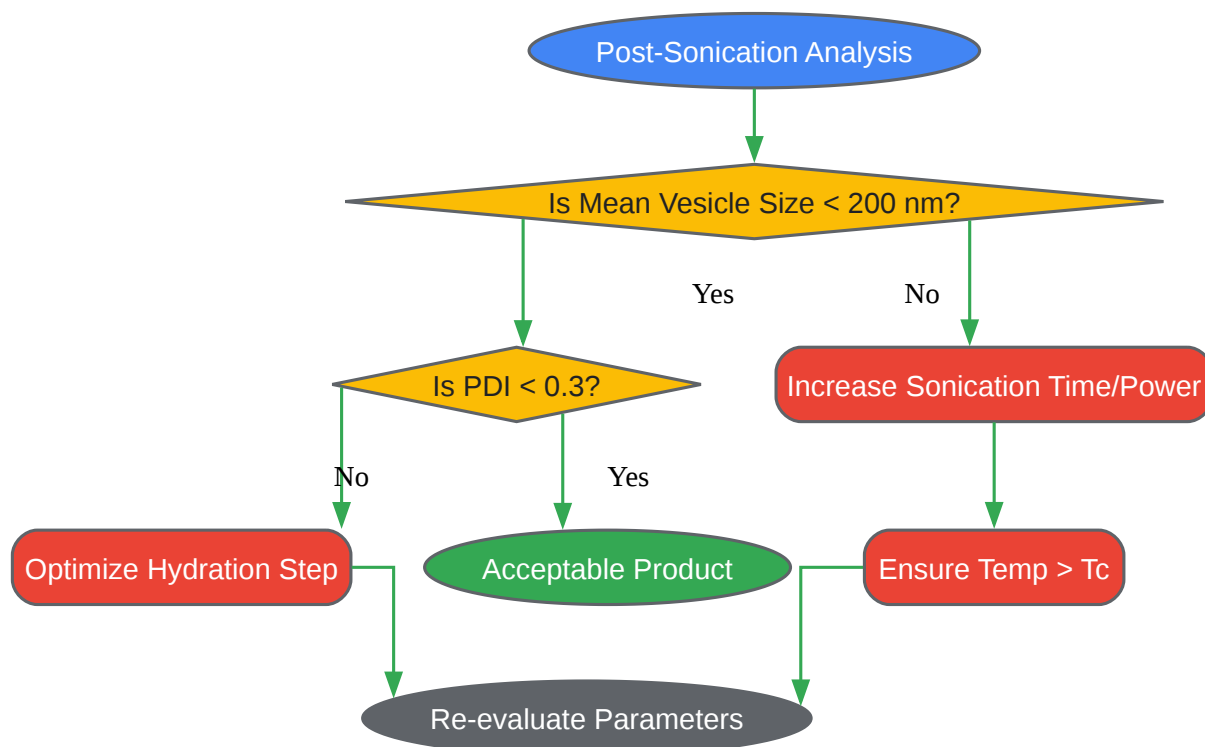 Post-Sonication Analysis
Is Mean Vesicle Size < 200 nm?
Yes
No
Is PDI < 0.3?
Increase Sonication Time/Power
No
Yes
Optimize Hydration Step
Acceptable Product
Ensure Temp > Tc
Re-evaluate Parameters